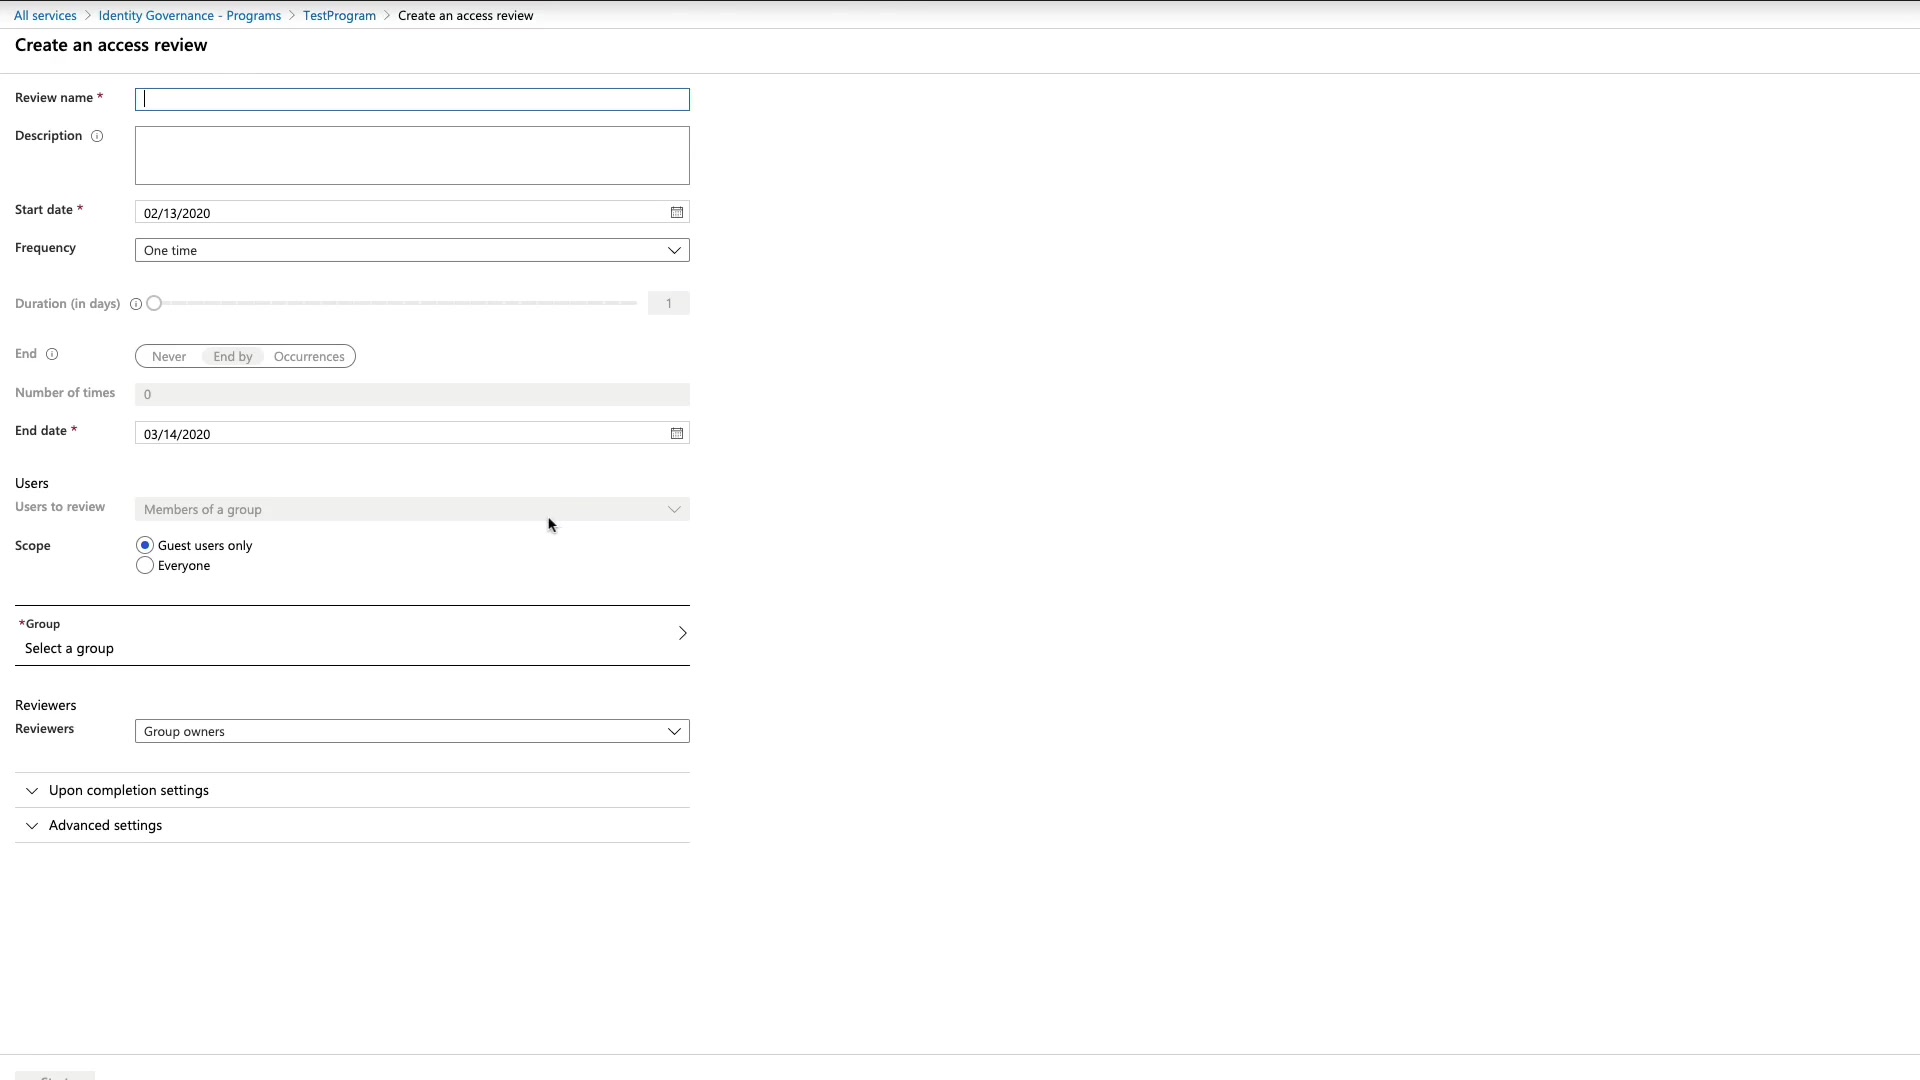 All services > Identity Governance - Programs > TestProgram > Create an access review
Create an access review
Review name *
Description
Start date * 02/13/2020
Frequency One time
Duration (in days) 1
End Never End by Occurrences
Number of times 0
End date * 03/14/2020
Users
Users to review Members of a group
Scope Guest users only
Everyone
*Group
Select a group
Reviewers
Reviewers Group owners
Upon completion settings
Advanced settings